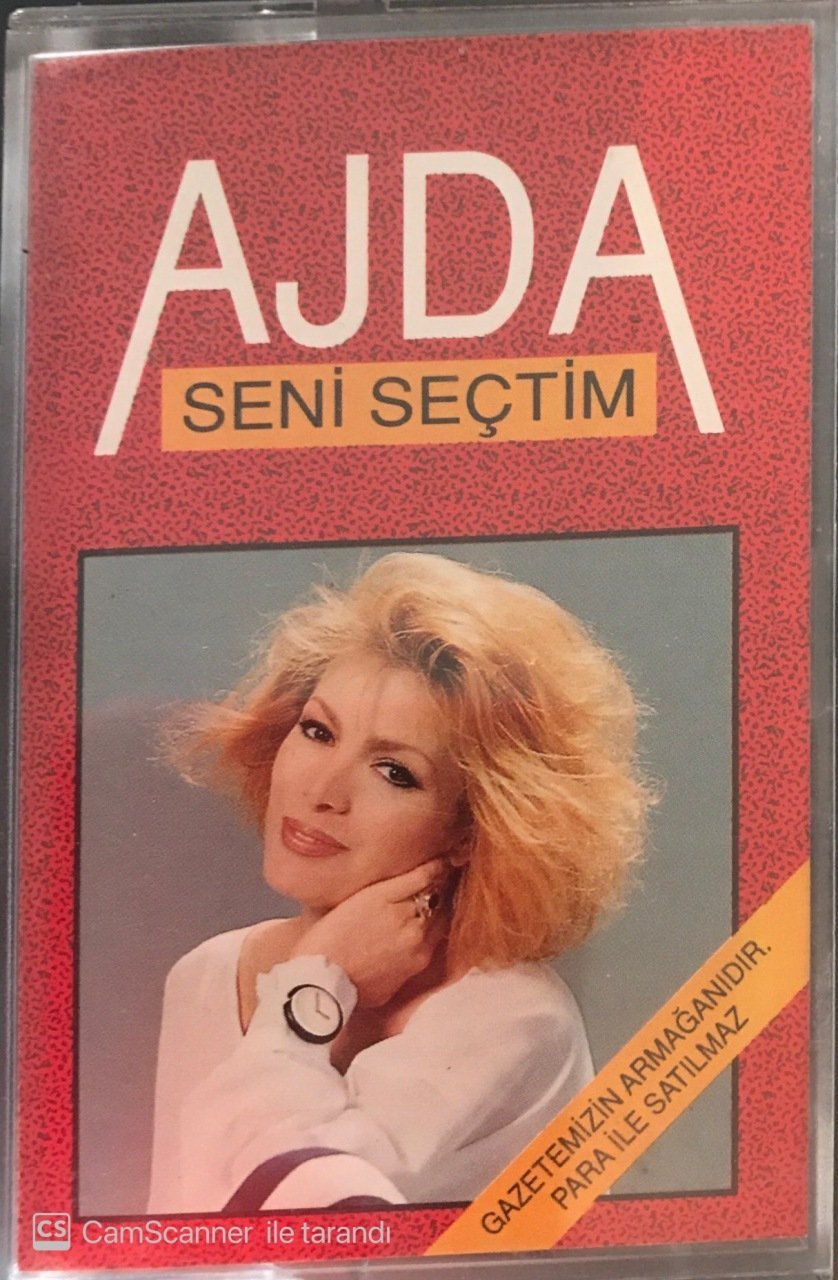 AJDA
SENİ SEÇTİM
GAZETEMİZİN ARMAĞANIDIR.
PARA İLE SATILMAZ
CS CamScanner ile tarandı